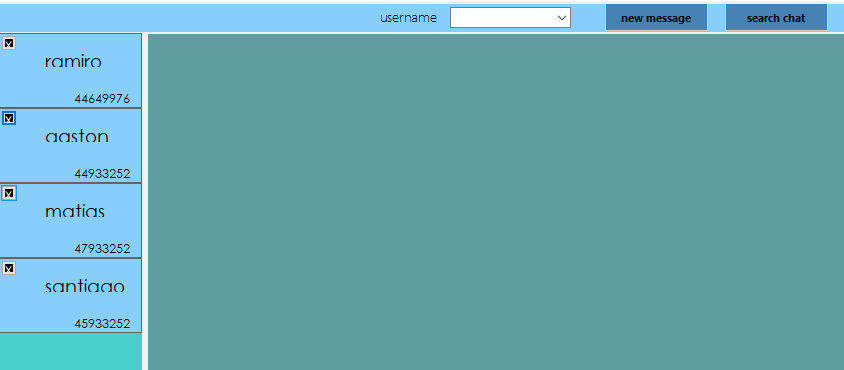 username
new message
search chat
ramiro
44649976
gaston
44933252
matias
47933252
santiago
45933252